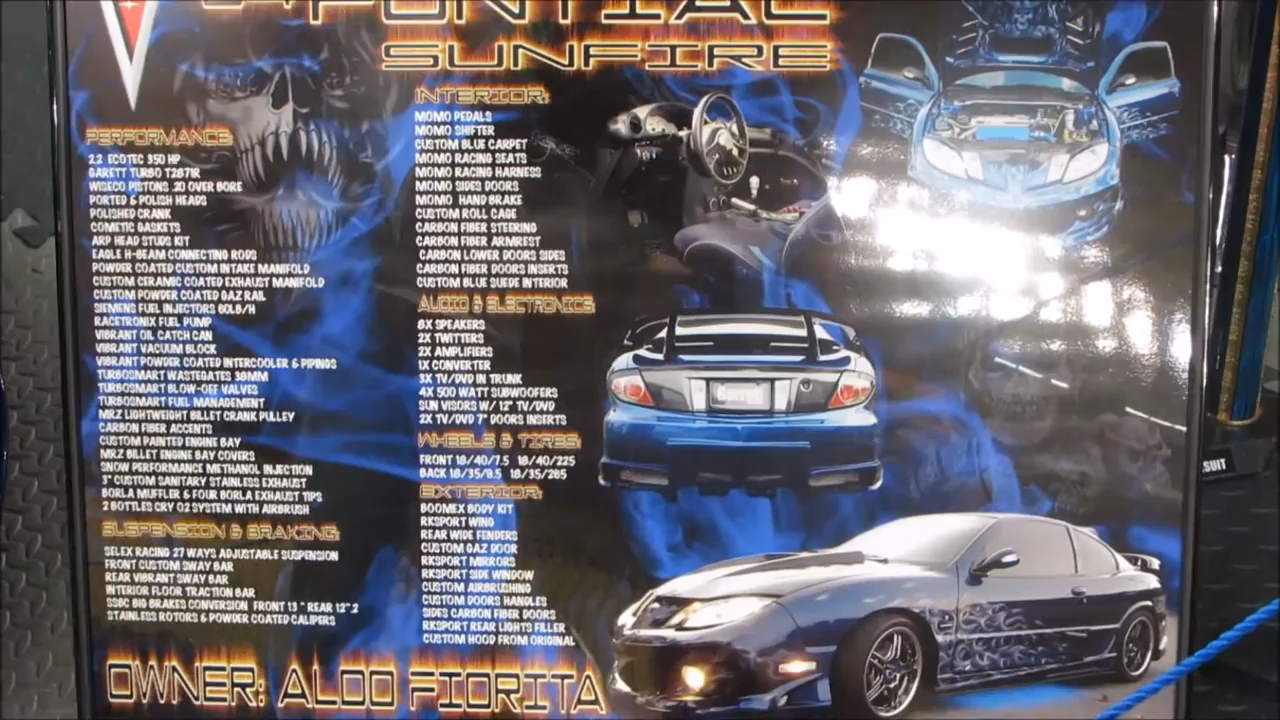 PONTIAC
SUNFIRE
PERFORMANCE:
2.2 ECOTEC 350 HP
GARETT TURBO T2871R
WISECO PISTONS .20 OVER BORE
PORTED & POLISH HEADS
POLISHED CRANK
COMETIC GASKETS
ARP HEAD STUDS KIT
EAGLE H-BEAM CONNECTING RODS
POWDER COATED CUSTOM INTAKE MANIFOLD
CUSTOM CERAMIC COATED EXHAUST MANIFOLD
CUSTOM POWDER COATED GAZ RAIL
SIEMENS FUEL INJECTORS 60LB/H
RACETRONIX FUEL PUMP
VIBRANT OIL CATCH CAN
VIBRANT VACUUM BLOCK
VIBRANT POWDER COATED INTERCOOLER & PIPINGS
TURBOSMART WASTEGATES 38MM
TURBOSMART BLOW-OFF VALVES
TURBOSMART FUEL MANAGEMENT
MRZ LIGHTWEIGHT BILLET CRANK PULLEY
CARBON FIBER ACCENTS
CUSTOM PAINTED ENGINE BAY
MRZ BILLET ENGINE BAY COVERS
SNOW PERFORMANCE METHANOL INJECTION
3" CUSTOM SANITARY STAINLESS EXHAUST
BORLA MUFFLER & FOUR BORLA EXHAUST TIPS
2 BOTTLES CRY O2 SYSTEM WITH AIRBRUSH
SUSPENSION & BRAKING:
SELEX RACING 27 WAYS ADJUSTABLE SUSPENSION
FRONT CUSTOM SWAY BAR
REAR VIBRANT SWAY BAR
INTERIOR FLOOR TRACTION BAR
SSBC BIG BRAKES CONVERSION FRONT 13" REAR 12".2
STAINLESS ROTORS & POWDER COATED CALIPERS
INTERIOR:
MOMO PEDALS
MOMO SHIFTER
CUSTOM BLUE CARPET
MOMO RACING SEATS
MOMO RACING HARNESS
MOMO SIDES DOORS
MOMO HAND BRAKE
CUSTOM ROLL CAGE
CARBON FIBER STEERING
CARBON FIBER ARMREST
CARBON LOWER DOORS SIDES
CARBON FIBER DOORS INSERTS
CUSTOM BLUE SUEDE INTERIOR
AUDIO & ELECTRONICS:
8X SPEAKERS
2X TWITTERS
2X AMPLIFIERS
1X CONVERTER
3X TV/DVD IN TRUNK
4X 500 WATT SUBWOOFERS
SUN VISORS W/ 12" TV/DVD
2X TV/DVD 7" DOORS INSERTS
WHEELS & TIRES:
FRONT 18/40/7.5 18/40/225
BACK 18/35/8.5 18/35/265
EXTERIOR:
BOOMEX BODY KIT
RKSPORT WING
REAR WIDE FENDERS
CUSTOM GAZ DOOR
RKSPORT MIRRORS
RKSPORT SIDE WINDOW
CUSTOM AIRBRUSHING
CUSTOM DOORS HANDLES
SIDES CARBON FIBER DOORS
RKSPORT REAR LIGHTS FILLER
CUSTOM HOOD FROM ORIGINAL
OWNER: ALDO FIORITA